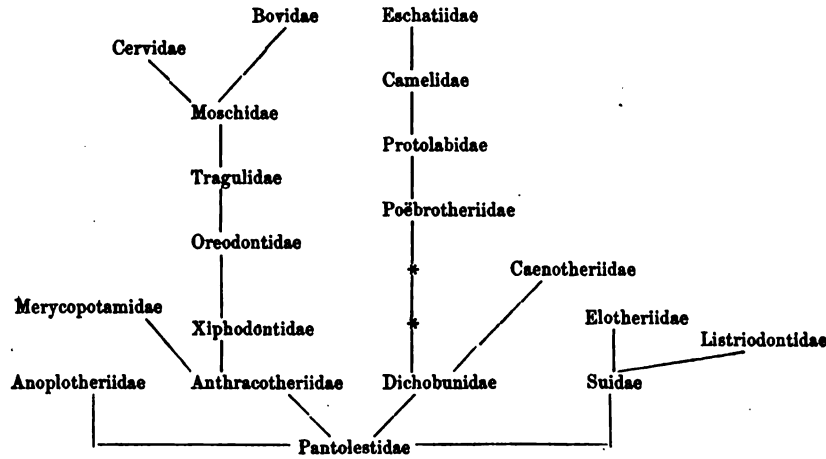 Bovidae Eschatiidae
Cervidae
Camelidae
Moschidae
Protolabidae
Tragulidae
Poëbrotheriidae
Oreodontidae
* Caenotheriidae
Merycopotamidae Elotheriidae
Xiphodontidae * Listriodontidae
Anoplotheriidae Anthracotheriidae Dichobunidae Suidae
Pantolestidae